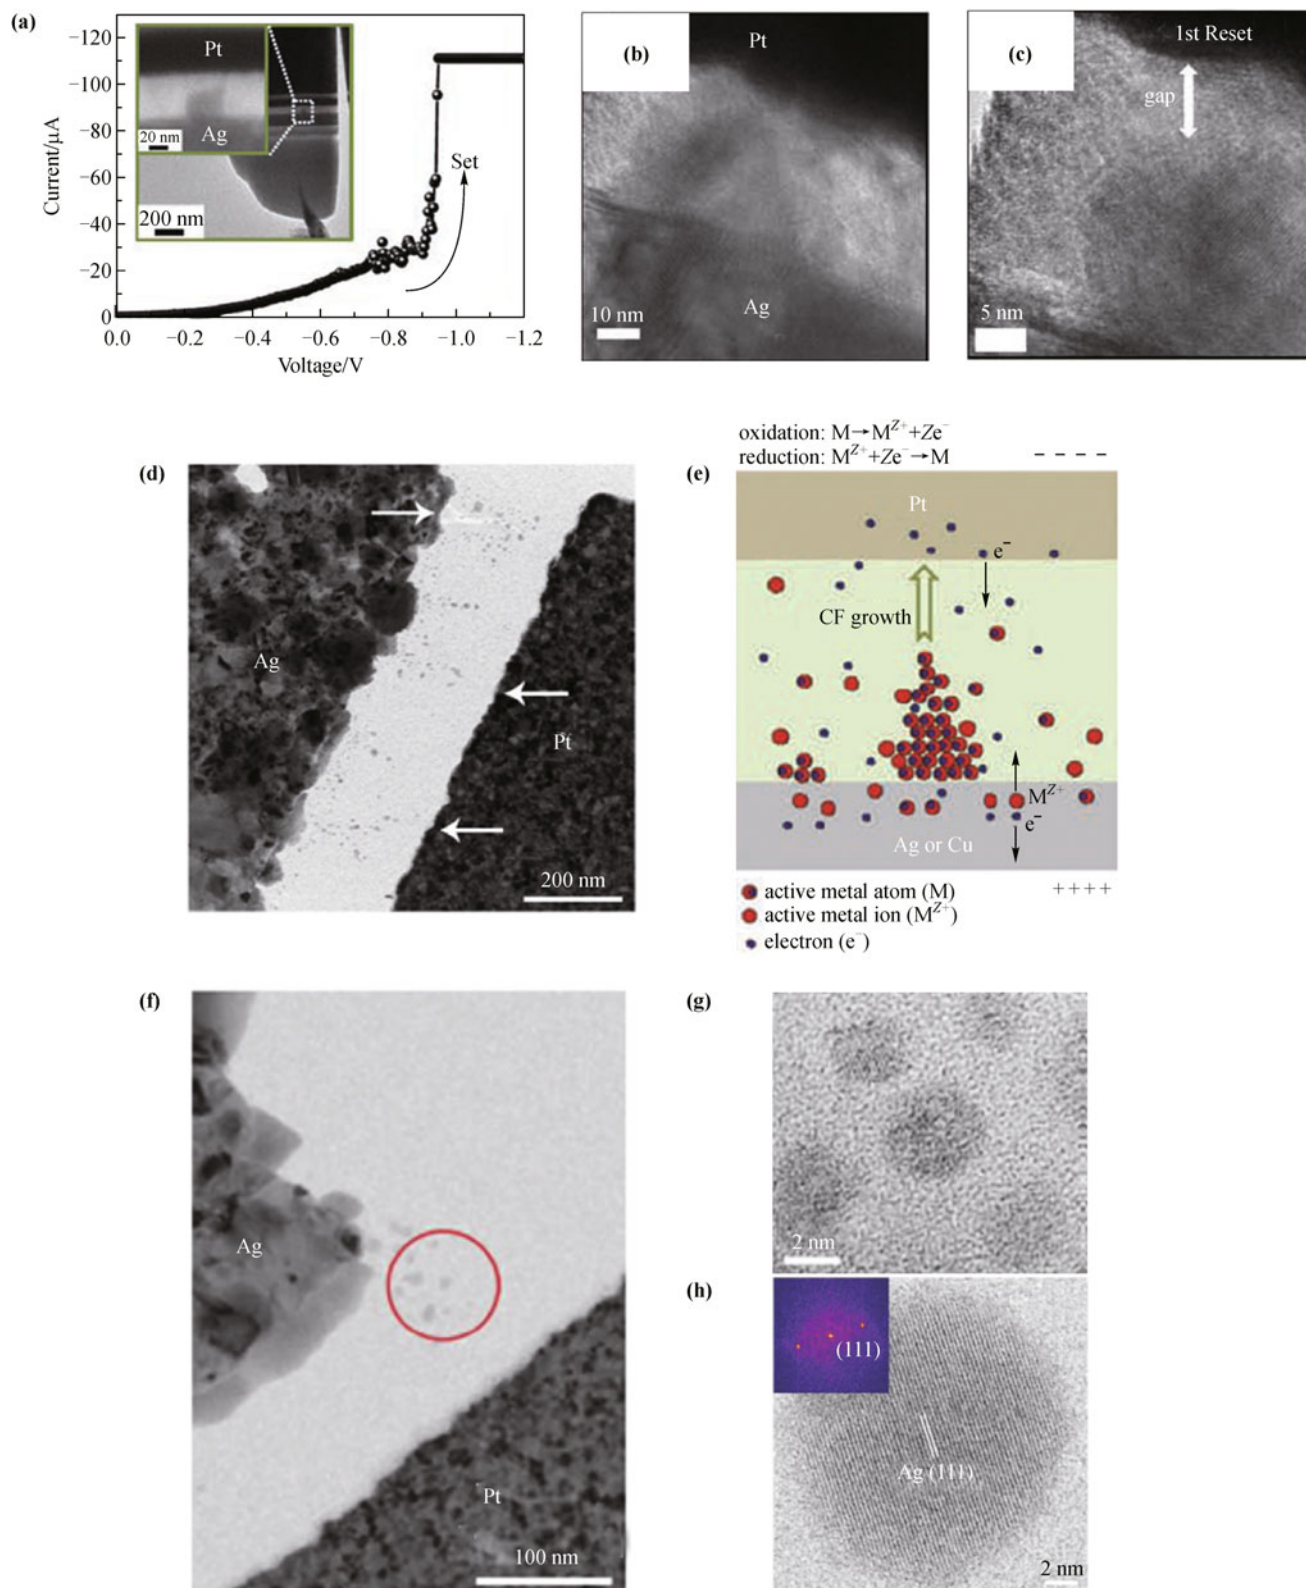 (a)
−120
−100
−80
−60
−40
−20
0
Current/μA
0.0 −0.2 −0.4 −0.6 −0.8 −1.0 −1.2
Voltage/V
Pt
Ag
20 nm
200 nm
Set
(b)
Pt
Ag
10 nm
(c)
1st Reset
gap
5 nm
(d)
Ag
Pt
200 nm
oxidation: M→M^{Z+}+Ze^−
reduction: M^{Z+}+Ze^−→M
− − − −
(e)
Pt
e^−
CF growth
M^{Z+}
e^−
Ag or Cu
active metal atom (M)
++++
active metal ion (M^{Z+})
electron (e^−)
(f)
Ag
Pt
100 nm
(g)
2 nm
(h)
(111)
Ag (111)
2 nm